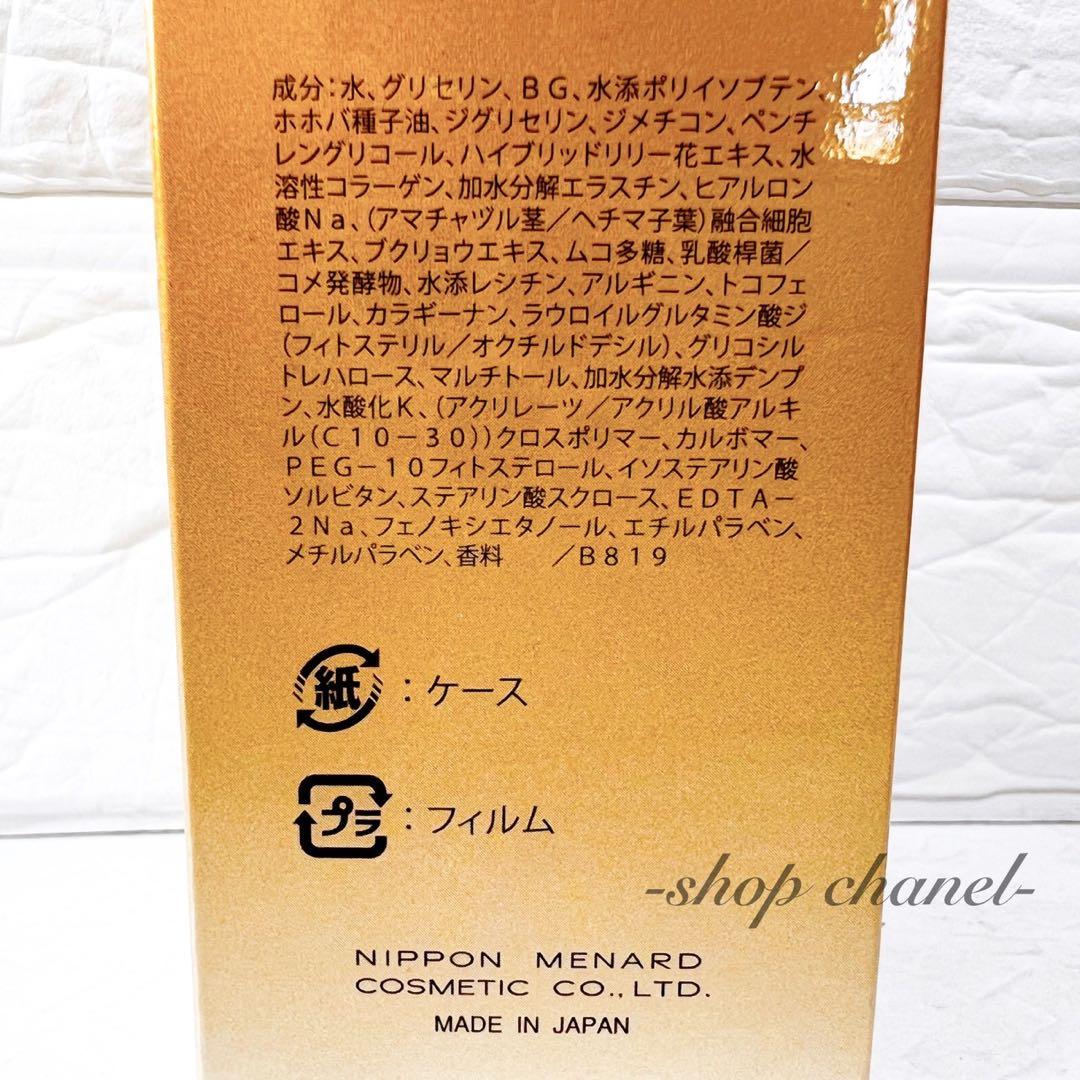 成分：水、グリセリン、ＢＧ、水添ポリイソブテン、
ホホバ種子油、ジグリセリン、ジメチコン、ペンチ
レングリコール、ハイブリッドリリー花エキス、水
溶性コラーゲン、加水分解エラスチン、ヒアルロン
酸Ｎａ、（アマチャヅル茎／ヘチマ子葉）融合細胞
エキス、ブクリョウエキス、ムコ多糖、乳酸桿菌／
コメ発酵物、水添レシチン、アルギニン、トコフェ
ロール、カラギーナン、ラウロイルグルタミン酸ジ
（フィトステリル／オクチルドデシル）、グリコシル
トレハロース、マルチトール、加水分解水添デンプ
ン、水酸化Ｋ、（アクリレーツ／アクリル酸アルキ
ル（Ｃ１０－３０））クロスポリマー、カルボマー、
ＰＥＧ－１０フィトステロール、イソステアリン酸
ソルビタン、ステアリン酸スクロース、ＥＤＴＡ－
２Ｎａ、フェノキシエタノール、エチルパラベン、
メチルパラベン、香料　／Ｂ８１９
紙：ケース
プラ：フィルム
-shop chanel-
NIPPON MENARD
COSMETIC CO.,LTD.
MADE IN JAPAN